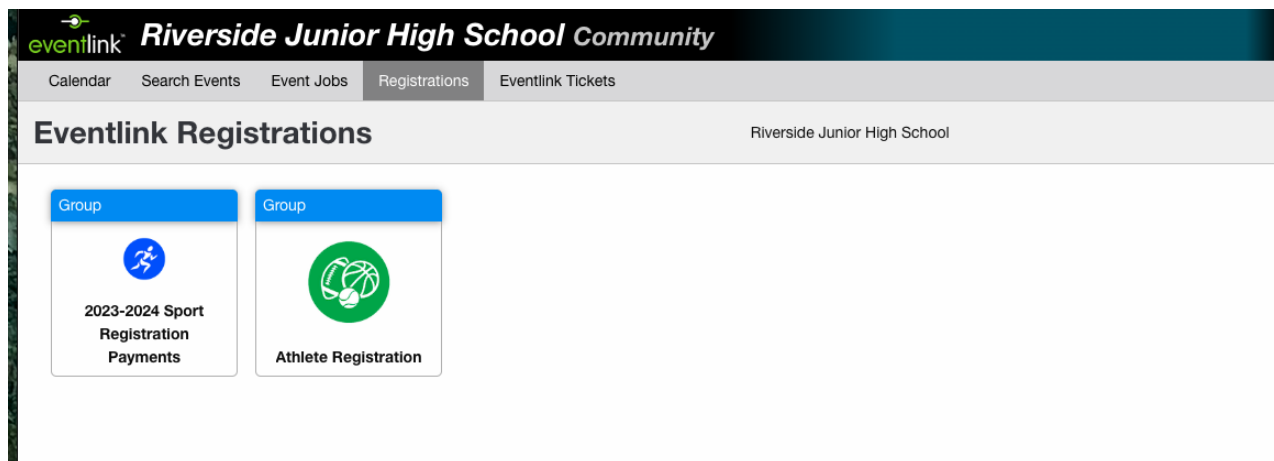 eventlink Riverside Junior High School Community
Calendar Search Events Event Jobs Registrations Eventlink Tickets
Eventlink Registrations Riverside Junior High School
Group
2023-2024 Sport
Registration
Payments
Group
Athlete Registration